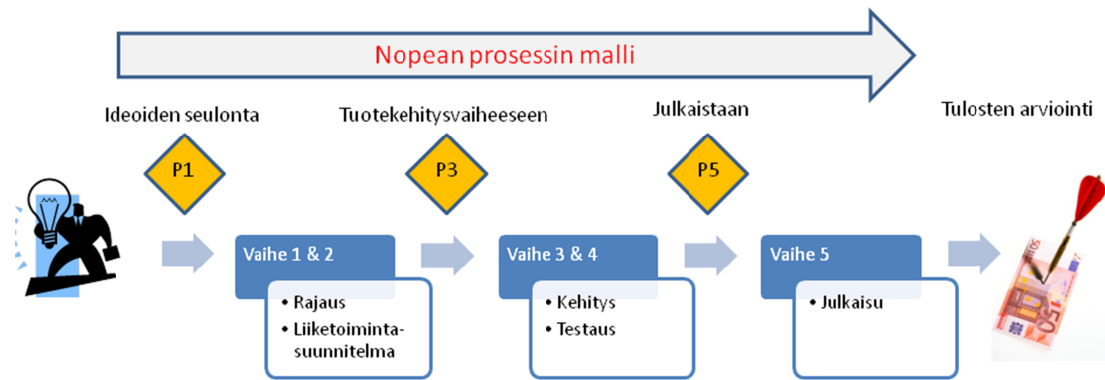 Nopean prosessin malli
Ideoiden seulonta
Tuotekehitysvaiheeseen
Julkaistaan
Tulosten arviointi
P1
P3
P5
Vaihe 1 & 2
• Rajaus
• Liiketoiminta-
suunnitelma
Vaihe 3 & 4
• Kehitys
• Testaus
Vaihe 5
• Julkaisu
50